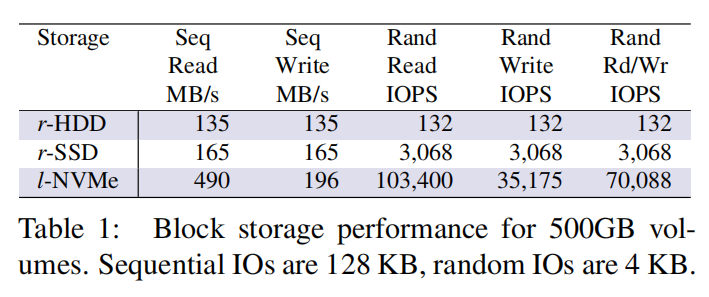 Storage Seq Seq Rand Rand Rand
Read Write Read Write Rd/Wr
MB/s MB/s IOPS IOPS IOPS
r-HDD 135 135 132 132 132
r-SSD 165 165 3,068 3,068 3,068
l-NVMe 490 196 103,400 35,175 70,088
Table 1: Block storage performance for 500GB vol-
umes. Sequential IOs are 128 KB, random IOs are 4 KB.